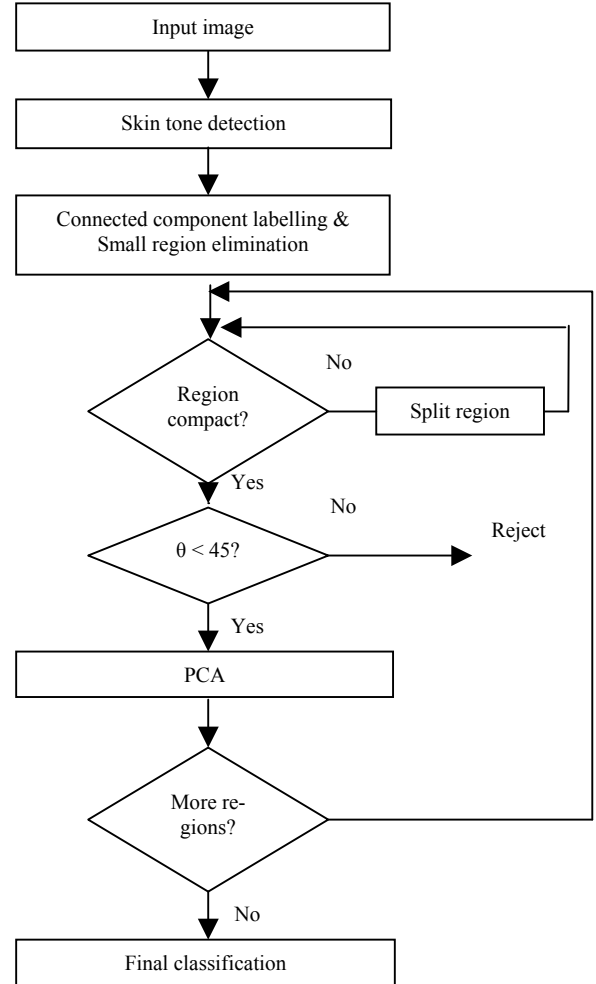 Input image
Skin tone detection
Connected component labelling &
Small region elimination
No
Region
compact?
Split region
Yes
No
Reject
θ < 45?
Yes
PCA
More re-
gions?
No
Final classification